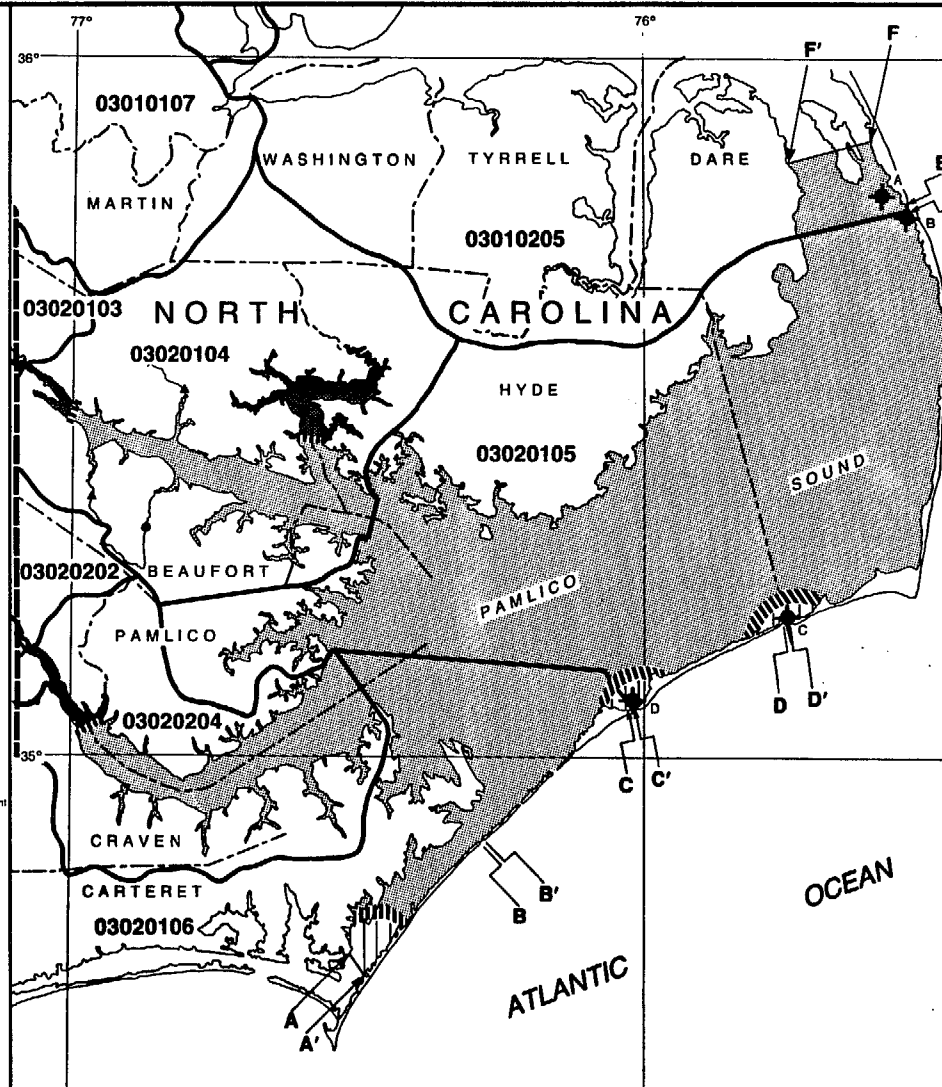 77°
76°
36°
F'
F
03010107
WASHINGTON
TYRRELL
DARE
MARTIN
A
E
B
03010205
03020103
NORTH
CAROLINA
03020104
HYDE
03020105
SOUND
03020202
BEAUFORT
PAMLICO
PAMLICO
C
D
D'
03020204
D
35°
C
C'
CRAVEN
B'
B
CARTERET
OCEAN
03020106
ATLANTIC
A
A'